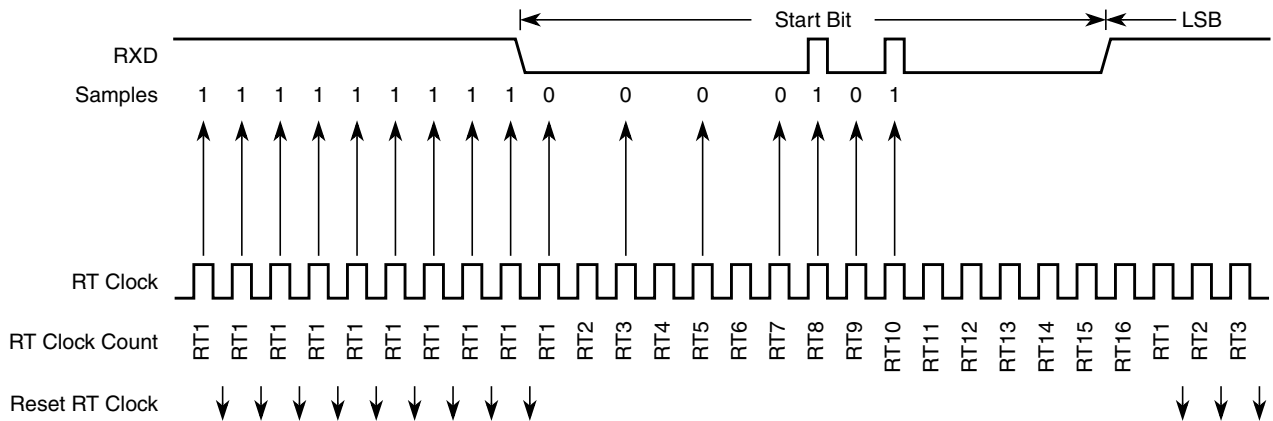 Start Bit LSB
RXD
Samples 1 1 1 1 1 1 1 1 1 0 0 0 0 1 0 1
RT Clock
RT Clock Count RT1 RT1 RT1 RT1 RT1 RT1 RT1 RT1 RT1 RT1 RT2 RT3 RT4 RT5 RT6 RT7 RT8 RT9 RT10 RT11 RT12 RT13 RT14 RT15 RT16 RT1 RT2 RT3
Reset RT Clock